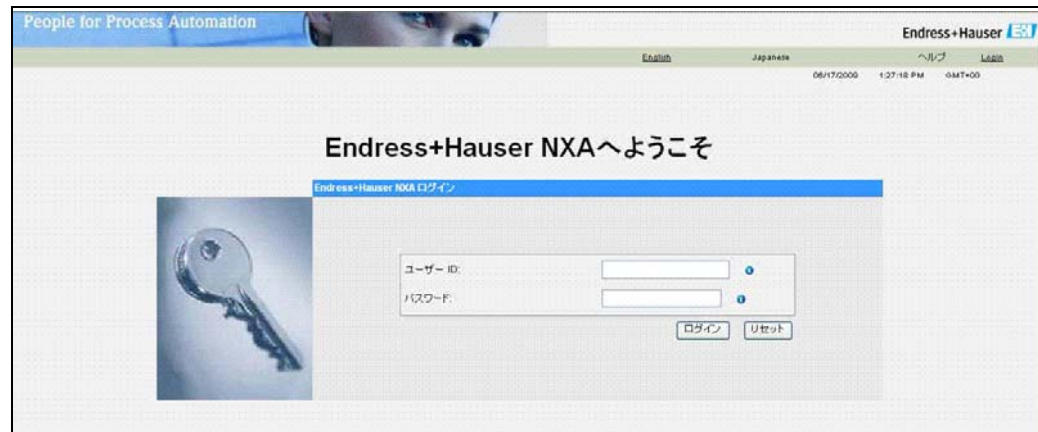 People for Process Automation
Endress+Hauser EH
English Japanese ヘルプ Login
06/17/2009 1:27:18 PM GMT+00
Endress+Hauser NXAへようこそ
Endress+Hauser NXA ログイン
ユーザー ID:
パスワード:
ログイン リセット